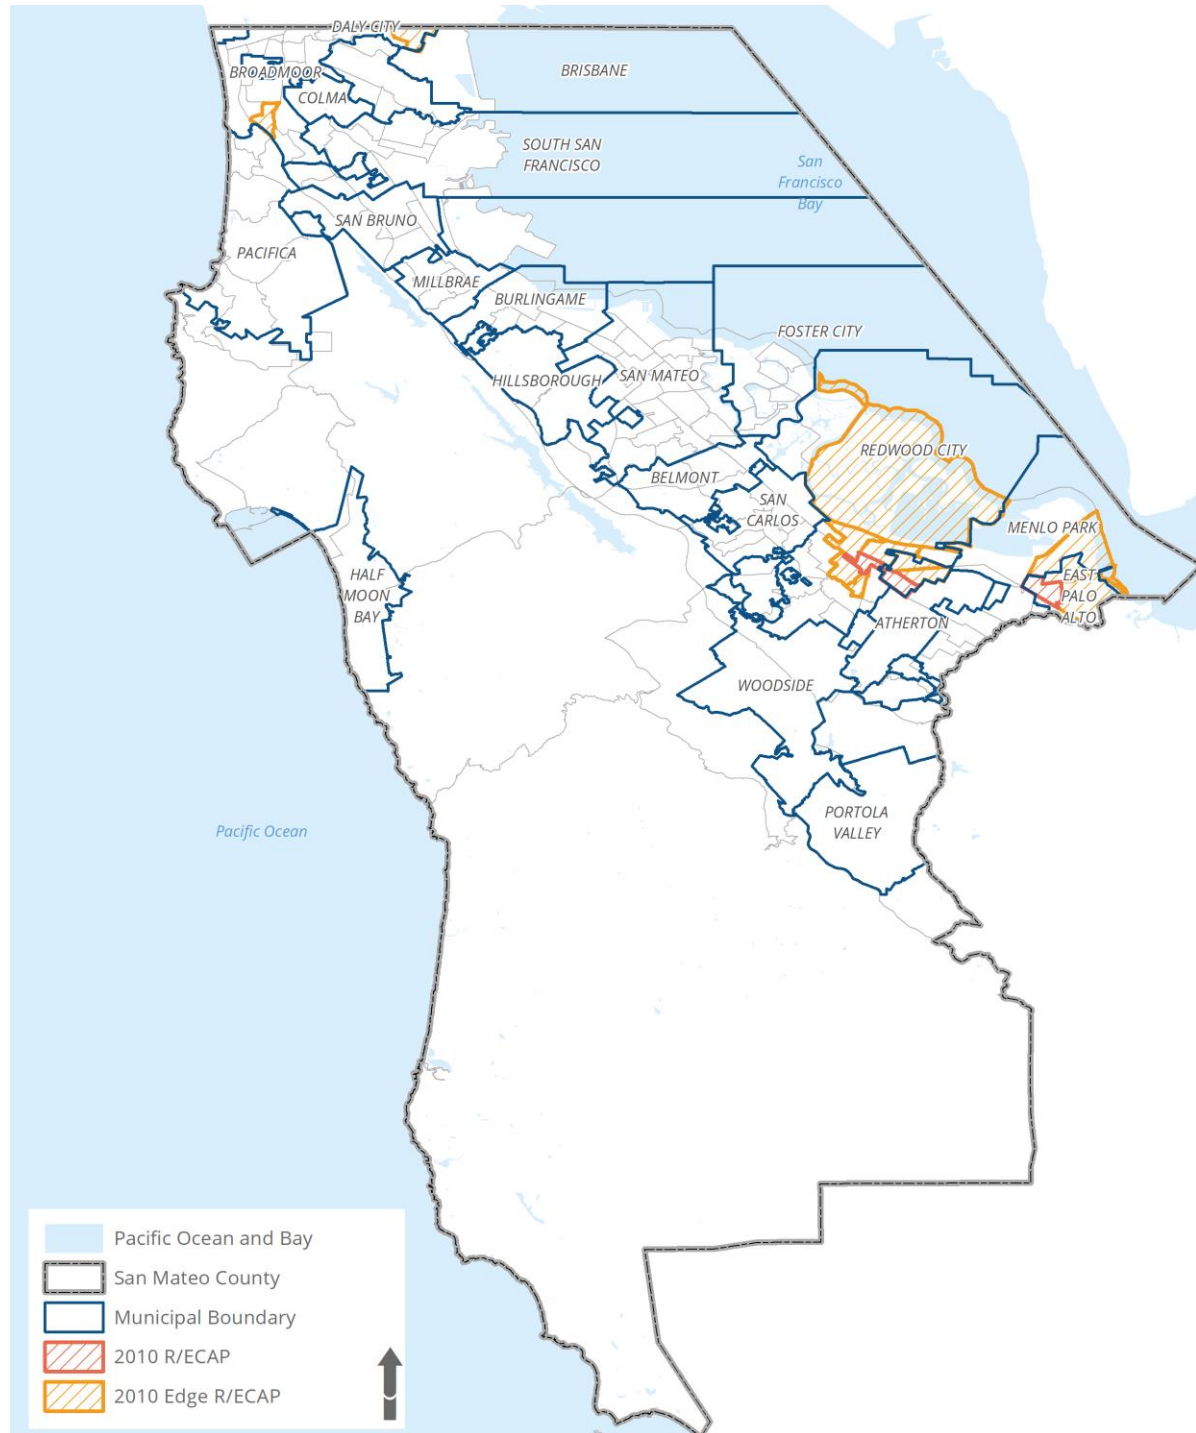 DALY CITY
BROADMOOR
BRISBANE
COLMA
SOUTH SAN
FRANCISCO
San
Francisco
Bay
SAN BRUNO
PACIFICA
MILLBRAE
BURLINGAME
FOSTER CITY
HILLSBOROUGH
SAN MATEO
REDWOOD CITY
BELMONT
SAN
CARLOS
MENLO PARK
HALF
MOON
BAY
EAST
PALO
ALTO
ATHERTON
WOODSIDE
PORTOLA
VALLEY
Pacific Ocean
Pacific Ocean and Bay
San Mateo County
Municipal Boundary
2010 R/ECAP
2010 Edge R/ECAP